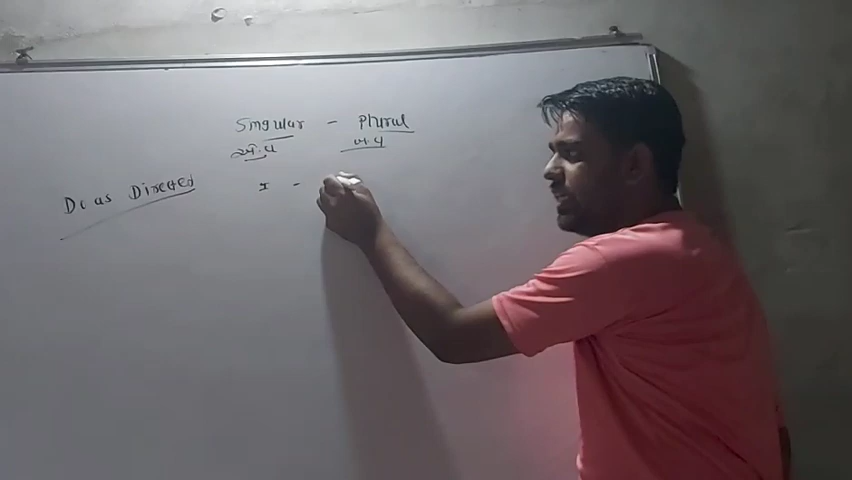 Singular - Plural
એ.વ બ.વ
Do as Directed
I -